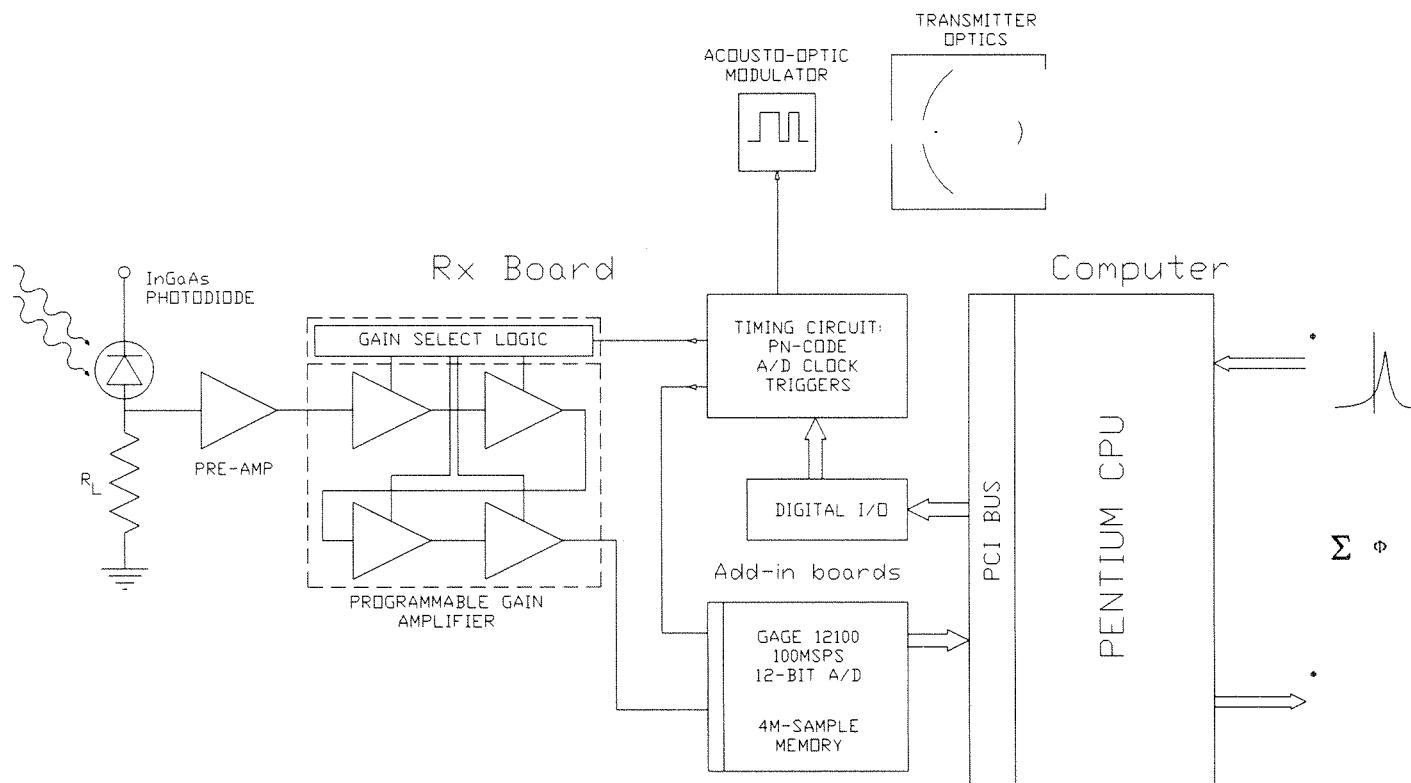 TRANSMITTER
OPTICS
ACOUSTO-OPTIC
MODULATOR
Rx Board
Computer
InGaAs
PHOTODIODE
GAIN SELECT LOGIC
TIMING CIRCUIT:
PN-CODE
A/D CLOCK
TRIGGERS
PRE-AMP
RL
DIGITAL I/O
PCI BUS
PENTIUM CPU
Σ Φ
Add-in boards
PROGRAMMABLE GAIN
AMPLIFIER
GAGE 12100
100MSPS
12-BIT A/D
4M-SAMPLE
MEMORY